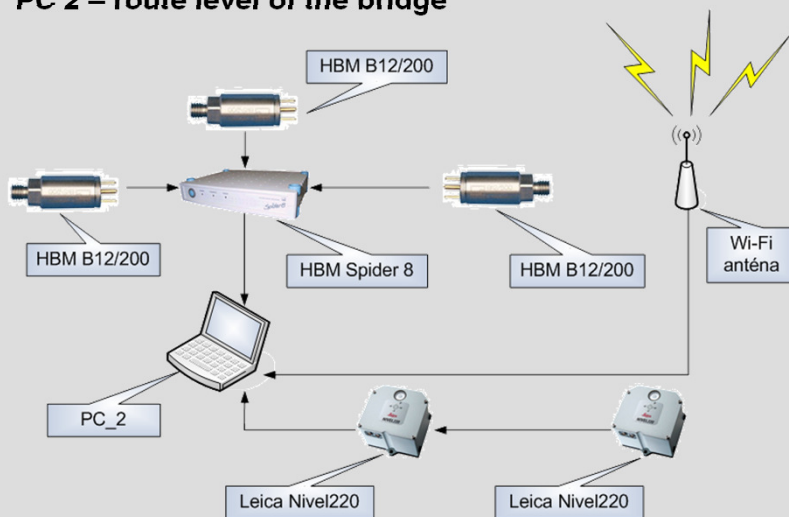 PC 2 – route level of the bridge
HBM B12/200
HBM B12/200
HBM Spider 8
HBM B12/200
Wi-Fi
anténa
PC_2
Leica Nivel220
Leica Nivel220